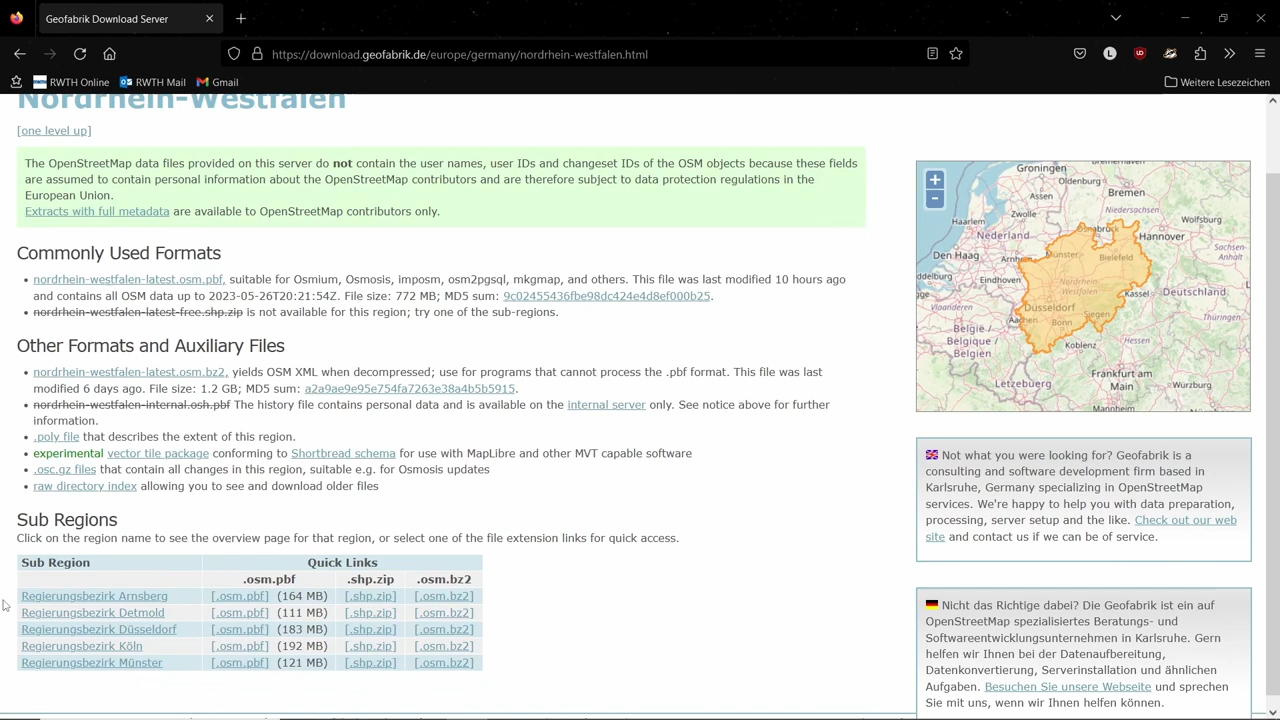 Geofabrik Download Server
https://download.geofabrik.de/europe/germany/nordrhein-westfalen.html
RWTH Online
RWTH Mail
Gmail
Weitere Lesezeichen
Nordrhein-Westfalen
[one level up]
The OpenStreetMap data files provided on this server do not contain the user names, user IDs and changeset IDs of the OSM objects because these fields
are assumed to contain personal information about the OpenStreetMap contributors and are therefore subject to data protection regulations in the
European Union.
Extracts with full metadata are available to OpenStreetMap contributors only.
Commonly Used Formats
• nordrhein-westfalen-latest.osm.pbf, suitable for Osmium, Osmosis, imposm, osm2pgsql, mkgmap, and others. This file was last modified 10 hours ago
and contains all OSM data up to 2023-05-26T20:21:54Z. File size: 772 MB; MD5 sum: 9c02455436fbe98dc424e4d8ef000b25.
• nordrhein-westfalen-latest-free.shp.zip is not available for this region; try one of the sub-regions.
Other Formats and Auxiliary Files
• nordrhein-westfalen-latest.osm.bz2, yields OSM XML when decompressed; use for programs that cannot process the .pbf format. This file was last
modified 6 days ago. File size: 1.2 GB; MD5 sum: a2a9ae9e95e754fa7263e38a4b5b5915.
• nordrhein-westfalen-internal.osh.pbf The history file contains personal data and is available on the internal server only. See notice above for further
information.
• .poly file that describes the extent of this region.
• experimental vector tile package conforming to Shortbread schema for use with MapLibre and other MVT capable software
• .osc.gz files that contain all changes in this region, suitable e.g. for Osmosis updates
• raw directory index allowing you to see and download older files
Sub Regions
Click on the region name to see the overview page for that region, or select one of the file extension links for quick access.
Sub Region Quick Links
.osm.pbf .shp.zip .osm.bz2
Regierungsbezirk Arnsberg [.osm.pbf] (164 MB) [.shp.zip] [.osm.bz2]
Regierungsbezirk Detmold [.osm.pbf] (111 MB) [.shp.zip] [.osm.bz2]
Regierungsbezirk Düsseldorf [.osm.pbf] (183 MB) [.shp.zip] [.osm.bz2]
Regierungsbezirk Köln [.osm.pbf] (192 MB) [.shp.zip] [.osm.bz2]
Regierungsbezirk Münster [.osm.pbf] (121 MB) [.shp.zip] [.osm.bz2]
+
-
Bremerhaven
Groningen
Oldenburg
Assen
Bremen
Haarlem
Zwolle
Niedersachsen
Wolfsburg
Nederland
Osnabrück
Hannover
Den Haag
Münster
Bielefeld
Sachsen-
Anhalt
ddelburg
Eindhoven
Nordrhein-
Westfalen
Kassel
Deutschland
Düsseldorf
Siegen
Thüringen
Aachen
Bonn
België /
Belgique /
Belgien
Koblenz
Hessen
Frankfurt
am Main
Letzebuerg
Würzburg
Mannheim
Not what you were looking for? Geofabrik is a
consulting and software development firm based in
Karlsruhe, Germany specializing in OpenStreetMap
services. We're happy to help you with data preparation,
processing, server setup and the like. Check out our web
site and contact us if we can be of service.
Nicht das Richtige dabei? Die Geofabrik ist ein auf
OpenStreetMap spezialisiertes Beratungs- und
Softwareentwicklungsunternehmen in Karlsruhe. Gern
helfen wir Ihnen bei der Datenaufbereitung,
Datenkonvertierung, Serverinstallation und ähnlichen
Aufgaben. Besuchen Sie unsere Webseite und sprechen
Sie mit uns, wenn wir Ihnen helfen können.